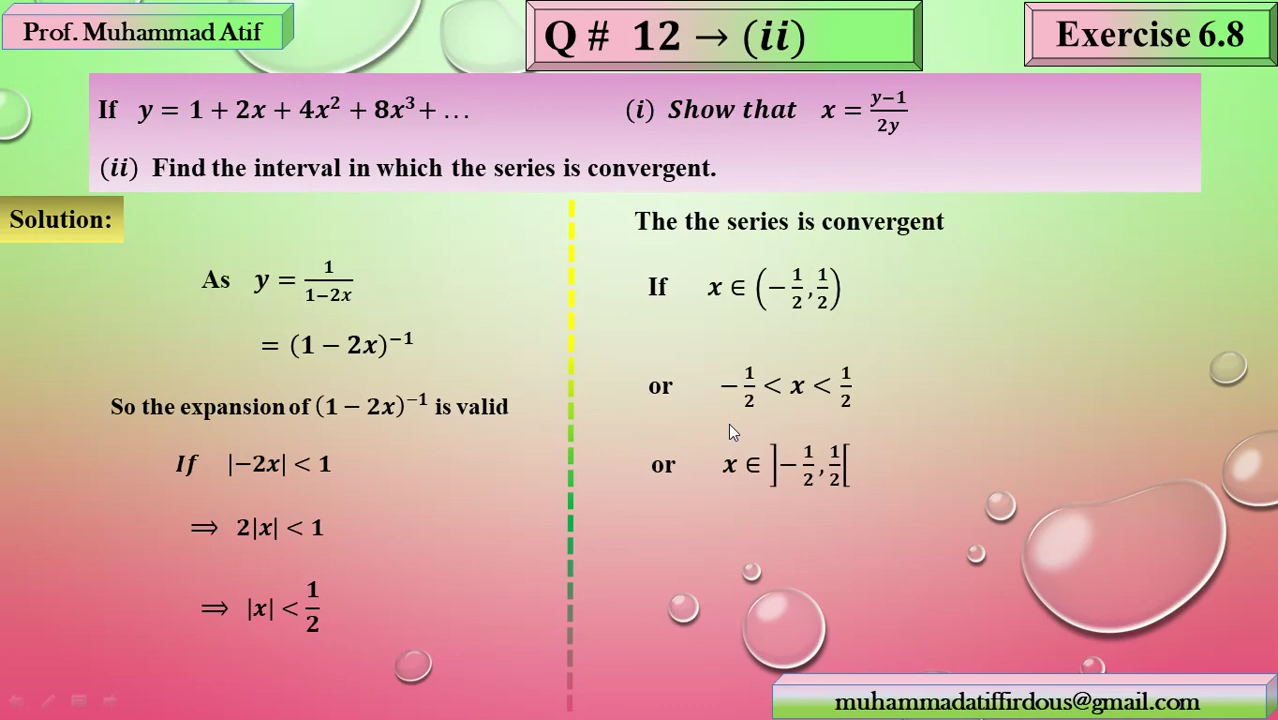 Prof. Muhammad Atif
Q # 12 → (ii)
Exercise 6.8
If y = 1 + 2x + 4x² + 8x³ + … (i) Show that x = (y−1)/(2y)
(ii) Find the interval in which the series is convergent.
Solution:
As y = 1/(1−2x)
= (1 − 2x)⁻¹
So the expansion of (1 − 2x)⁻¹ is valid
If |−2x| < 1
⟹ 2|x| < 1
⟹ |x| < 1/2
The the series is convergent
If x ∈ (−1/2, 1/2)
or −1/2 < x < 1/2
or x ∈ ]−1/2, 1/2[
muhammadatiffirdous@gmail.com